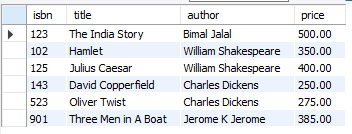 isbn title author price
123 The India Story Bimal Jalal 500.00
102 Hamlet William Shakespeare 350.00
125 Julius Caesar William Shakespeare 400.00
143 David Copperfield Charles Dickens 250.00
523 Oliver Twist Charles Dickens 275.00
901 Three Men in A Boat Jerome K Jerome 385.00